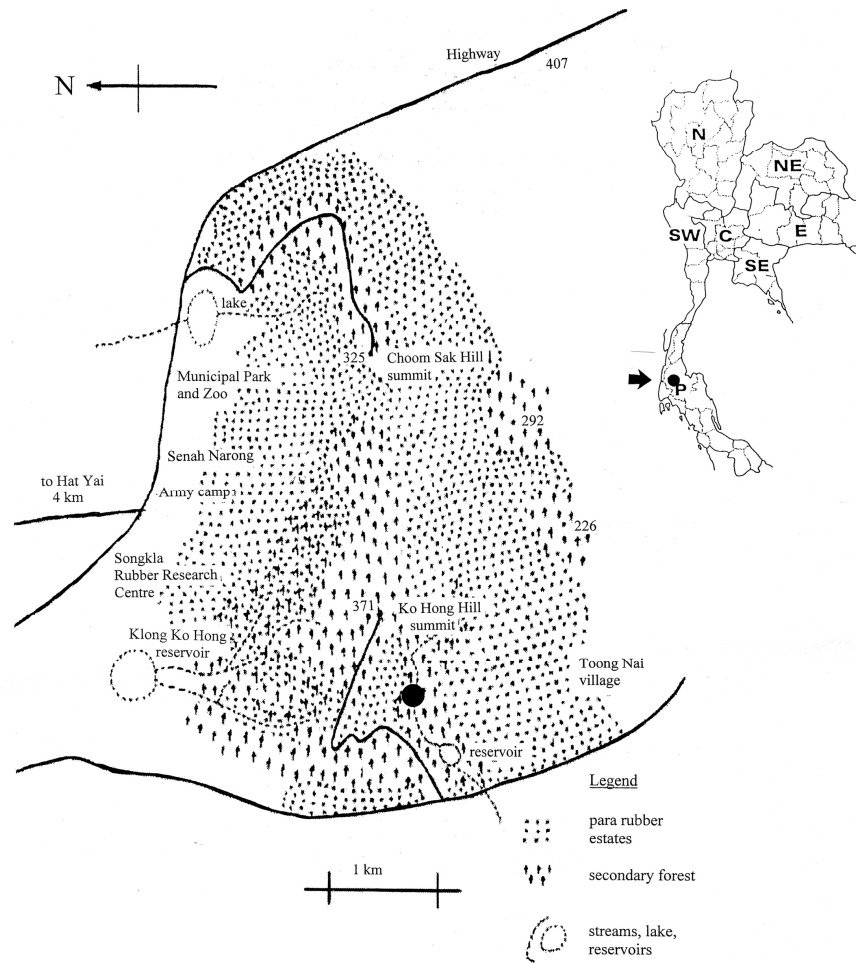 Highway
407
N
N
NE
SW
C
E
SE
P
lake
325
Choom Sak Hill
summit
Municipal Park
and Zoo
292
Senah Narong
Army camp
to Hat Yai
4 km
226
Songkla
Rubber Research
Centre
371
Ko Hong Hill
summit
Klong Ko Hong
reservoir
Toong Nai
village
reservoir
Legend
para rubber
estates
1 km
secondary forest
streams, lake,
reservoirs